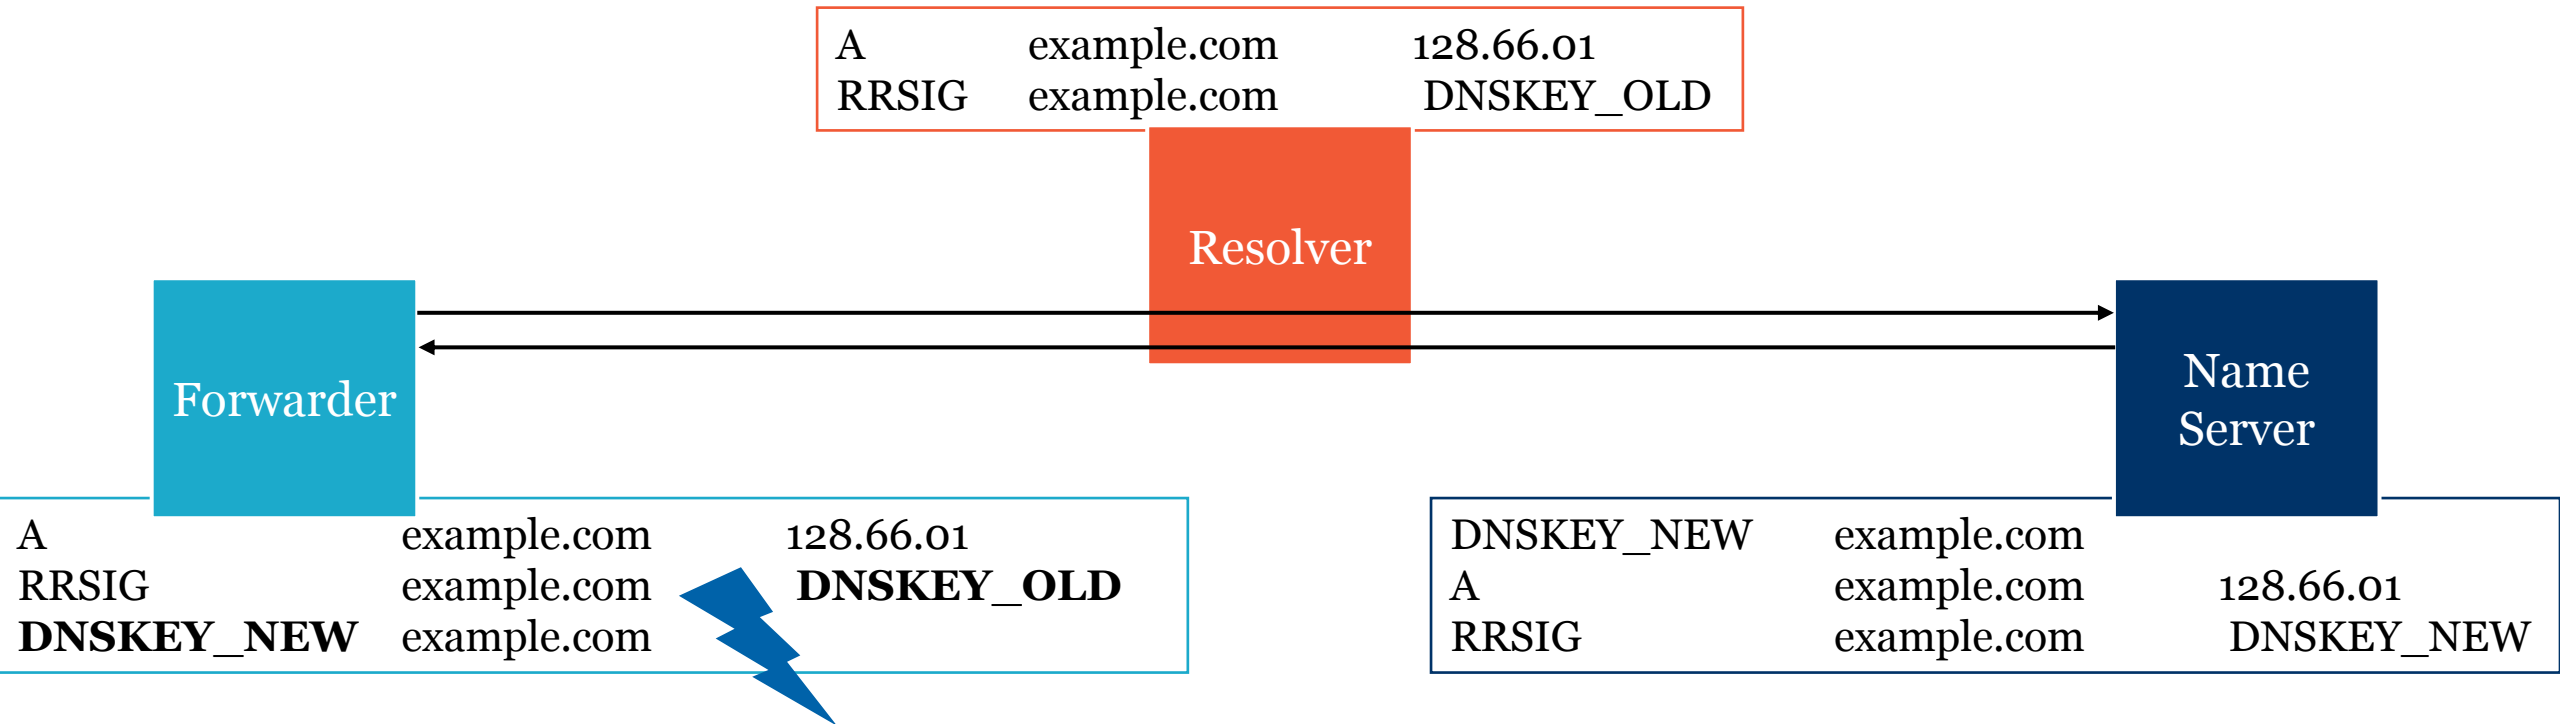 A example.com 128.66.01
RRSIG example.com DNSKEY_OLD
Resolver
Forwarder
Name
Server
A example.com 128.66.01
RRSIG example.com DNSKEY_OLD
DNSKEY_NEW example.com
DNSKEY_NEW example.com
A example.com 128.66.01
RRSIG example.com DNSKEY_NEW